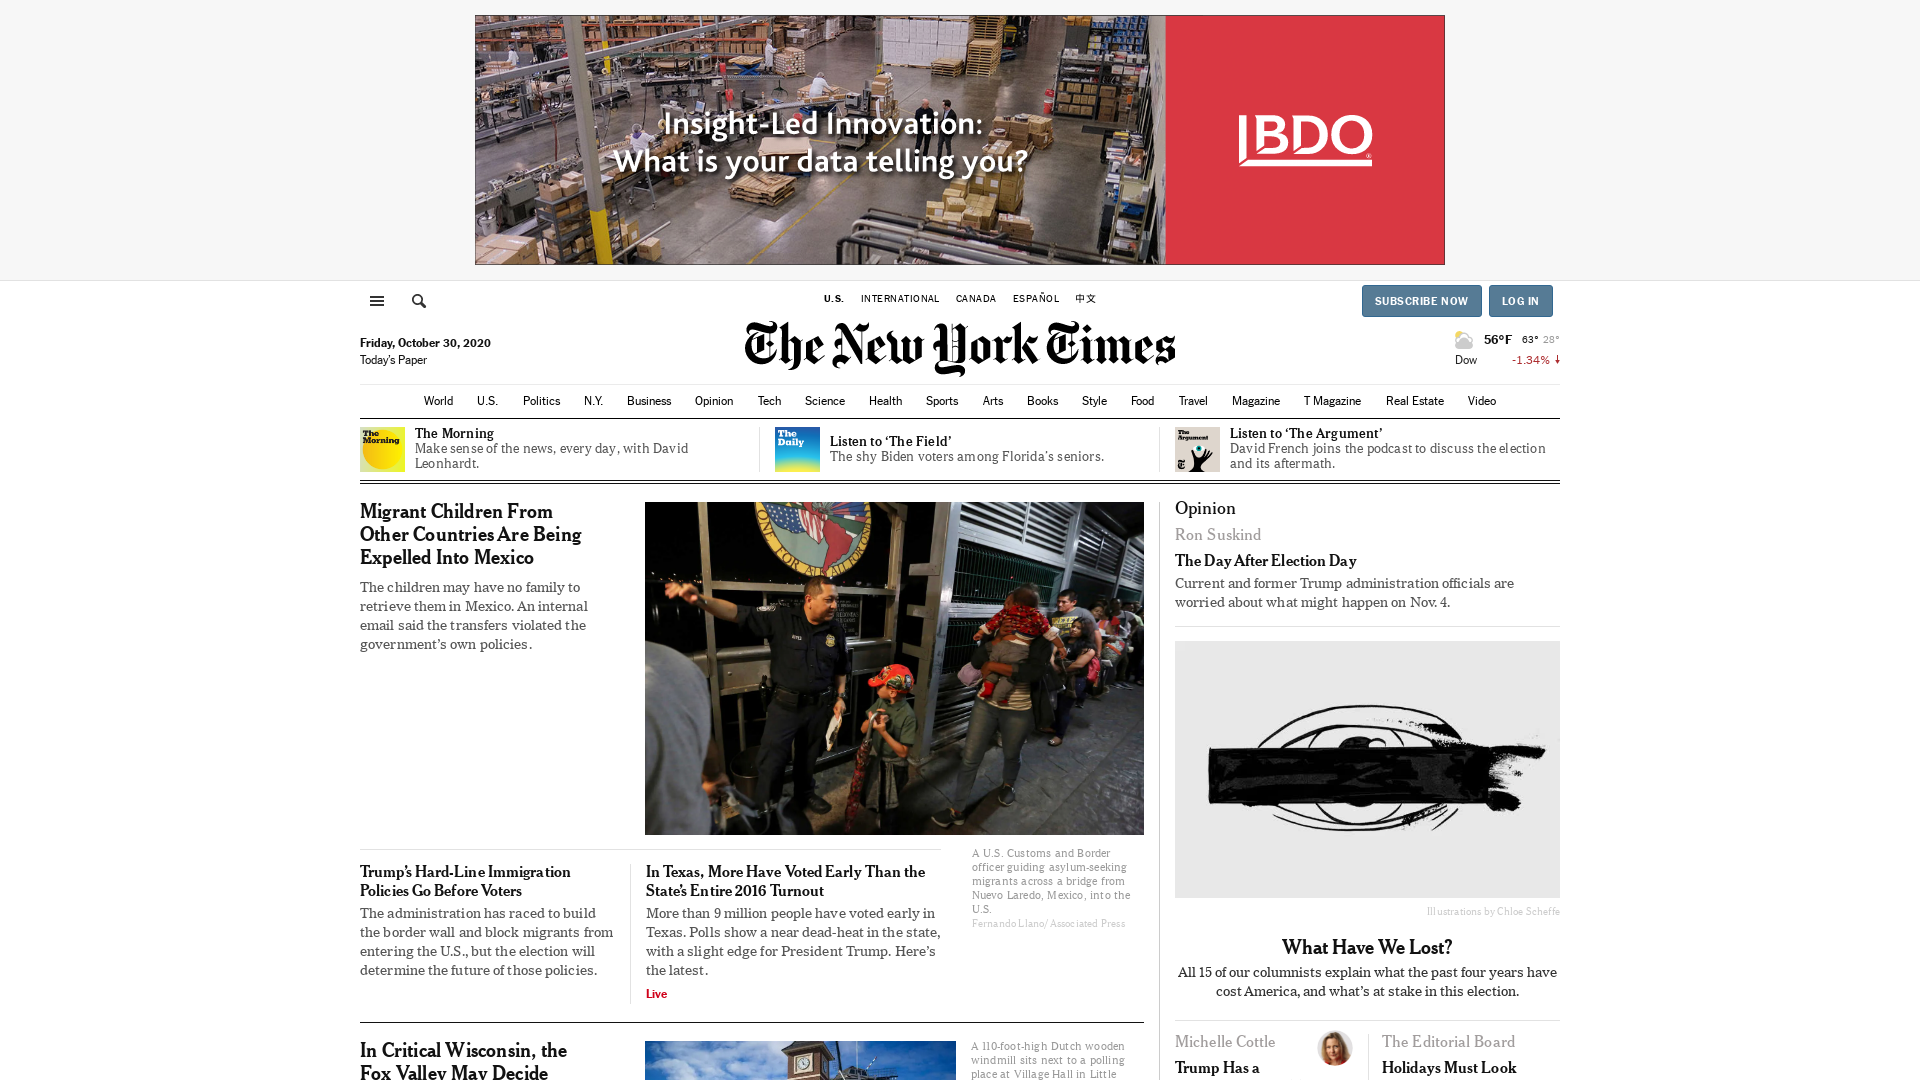 Insight-Led Innovation:
What is your data telling you?
BDO
U.S. INTERNATIONAL CANADA ESPAÑOL 中文
SUBSCRIBE NOW LOG IN
Friday, October 30, 2020
Today's Paper
The New York Times
56°F 63° 28°
Dow -1.34% ↓
World U.S. Politics N.Y. Business Opinion Tech Science Health Sports Arts Books Style Food Travel Magazine T Magazine Real Estate Video
The Morning
The Morning
Make sense of the news, every day, with David
Leonhardt.
The Daily
Listen to ‘The Field’
The shy Biden voters among Florida's seniors.
The Argument
Listen to ‘The Argument’
David French joins the podcast to discuss the election
and its aftermath.
Migrant Children From
Other Countries Are Being
Expelled Into Mexico
The children may have no family to
retrieve them in Mexico. An internal
email said the transfers violated the
government’s own policies.
A U.S. Customs and Border
officer guiding asylum-seeking
migrants across a bridge from
Nuevo Laredo, Mexico, into the
U.S.
Fernando Llano/Associated Press
Trump’s Hard-Line Immigration
Policies Go Before Voters
The administration has raced to build
the border wall and block migrants from
entering the U.S., but the election will
determine the future of those policies.
In Texas, More Have Voted Early Than the
State’s Entire 2016 Turnout
More than 9 million people have voted early in
Texas. Polls show a near dead-heat in the state,
with a slight edge for President Trump. Here’s
the latest.
Live
In Critical Wisconsin, the
Fox Valley May Decide
A 110-foot-high Dutch wooden
windmill sits next to a polling
place at Village Hall in Little
Opinion
Ron Suskind
The Day After Election Day
Current and former Trump administration officials are
worried about what might happen on Nov. 4.
Illustrations by Chloe Scheffe
What Have We Lost?
All 15 of our columnists explain what the past four years have
cost America, and what’s at stake in this election.
Michelle Cottle
Trump Has a
The Editorial Board
Holidays Must Look